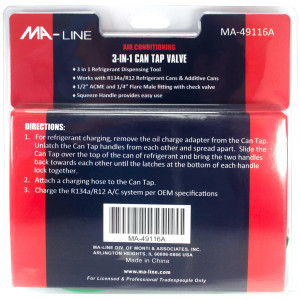 MA-LINE
MA-49116A
AIR CONDITIONING
3-IN-1 CAN TAP VALVE
• 3 in 1 Refrigerant Dispensing Tool
• Works with R134a/R12 Refrigerant Cans & Additive Cans
• 1/2" ACME and 1/4" Flare Male fitting with check valve
• Squeeze Handle provides easy use
DIRECTIONS:
1. For refrigerant charging, remove the oil charge adapter from the Can Tap.
Unlatch the Can Tap handles from each other and spread apart. Slide the
Can Tap over the top of the can of refrigerant and bring the two handles
back towards each other until the latches at the bottom of each handle
lock together.
2. Attach a charging hose to the Can Tap.
3. Charge the R134a/R12 A/C system per OEM specifications
MA-49116A
MA-LINE DIV. OF MONTI & ASSOCIATES, INC.
ARLINGTON HEIGHTS, IL 60005-5085 USA
Made in China
ma-line.com
For Licensed & Professional Tradespeople Only